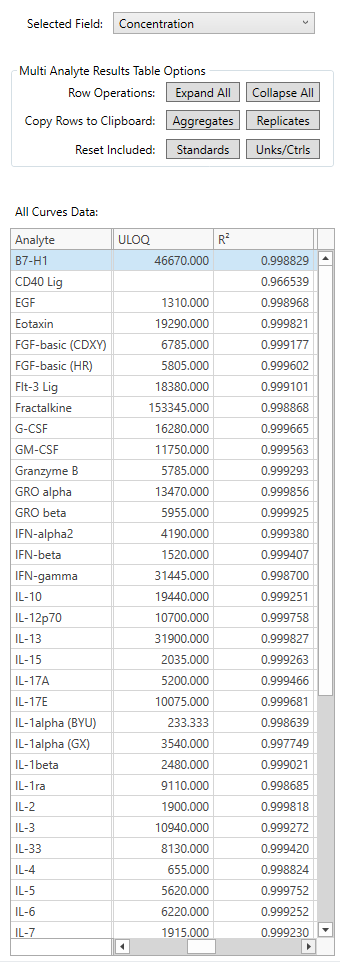 Selected Field: Concentration
Multi Analyte Results Table Options
Row Operations: Expand All Collapse All
Copy Rows to Clipboard: Aggregates Replicates
Reset Included: Standards Unks/Ctrls
All Curves Data:
Analyte ULOQ R²
B7-H1 46670.000 0.998829
CD40 Lig 0.966539
EGF 1310.000 0.998968
Eotaxin 19290.000 0.999821
FGF-basic (CDXY) 6785.000 0.999177
FGF-basic (HR) 5805.000 0.999602
Flt-3 Lig 18380.000 0.999101
Fractalkine 153345.000 0.998868
G-CSF 16280.000 0.999665
GM-CSF 11750.000 0.999563
Granzyme B 5785.000 0.999293
GRO alpha 13470.000 0.999856
GRO beta 5955.000 0.999925
IFN-alpha2 4190.000 0.999380
IFN-beta 1520.000 0.999407
IFN-gamma 31445.000 0.998700
IL-10 19440.000 0.999251
IL-12p70 10700.000 0.999758
IL-13 31900.000 0.999827
IL-15 2035.000 0.999263
IL-17A 5200.000 0.999466
IL-17E 10075.000 0.999681
IL-1alpha (BYU) 233.333 0.998639
IL-1alpha (GX) 3540.000 0.997749
IL-1beta 2480.000 0.999021
IL-1ra 9110.000 0.998685
IL-2 1900.000 0.999818
IL-3 10940.000 0.999272
IL-33 8130.000 0.999420
IL-4 655.000 0.998824
IL-5 5620.000 0.999752
IL-6 6220.000 0.999252
IL-7 1915.000 0.999230